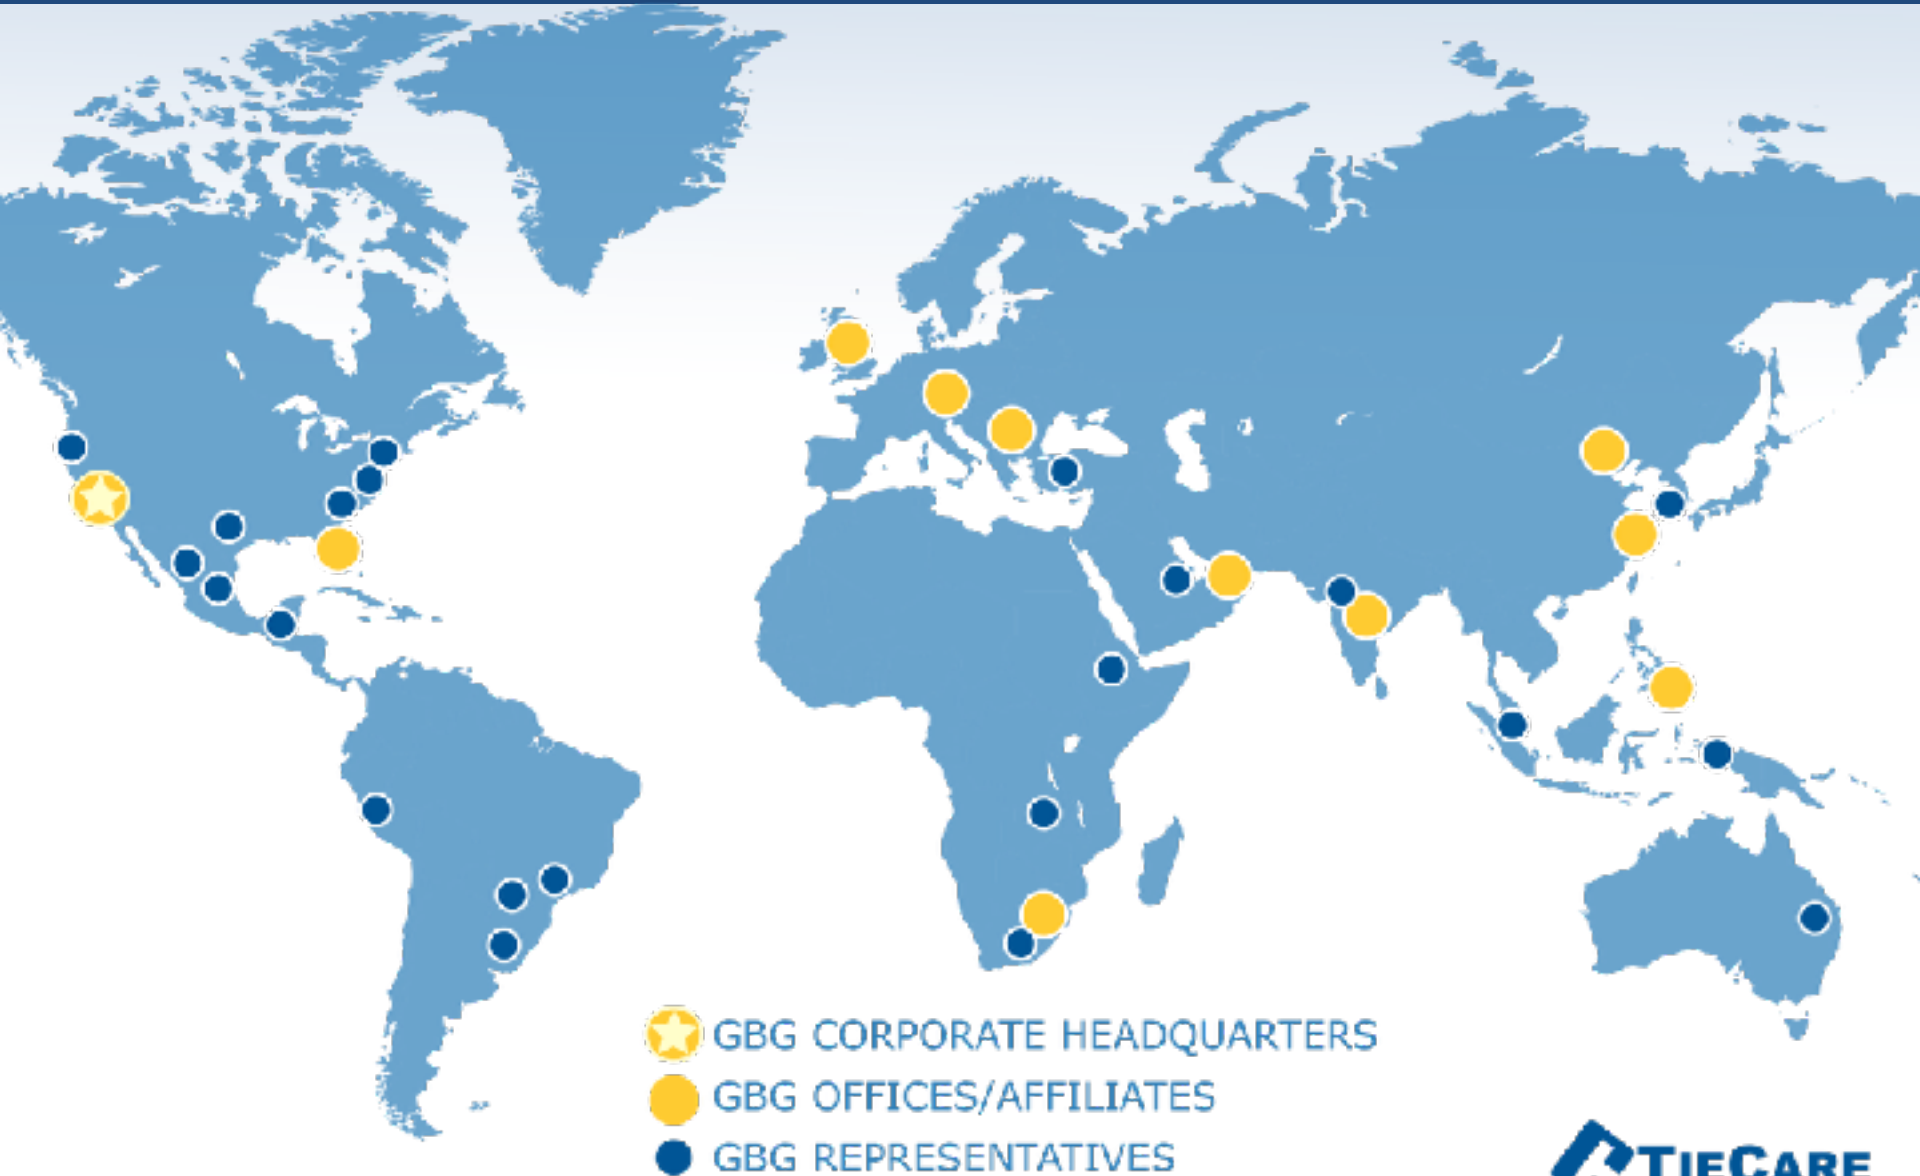 GBG CORPORATE HEADQUARTERS
GBG OFFICES/AFFILIATES
GBG REPRESENTATIVES
TIECARE